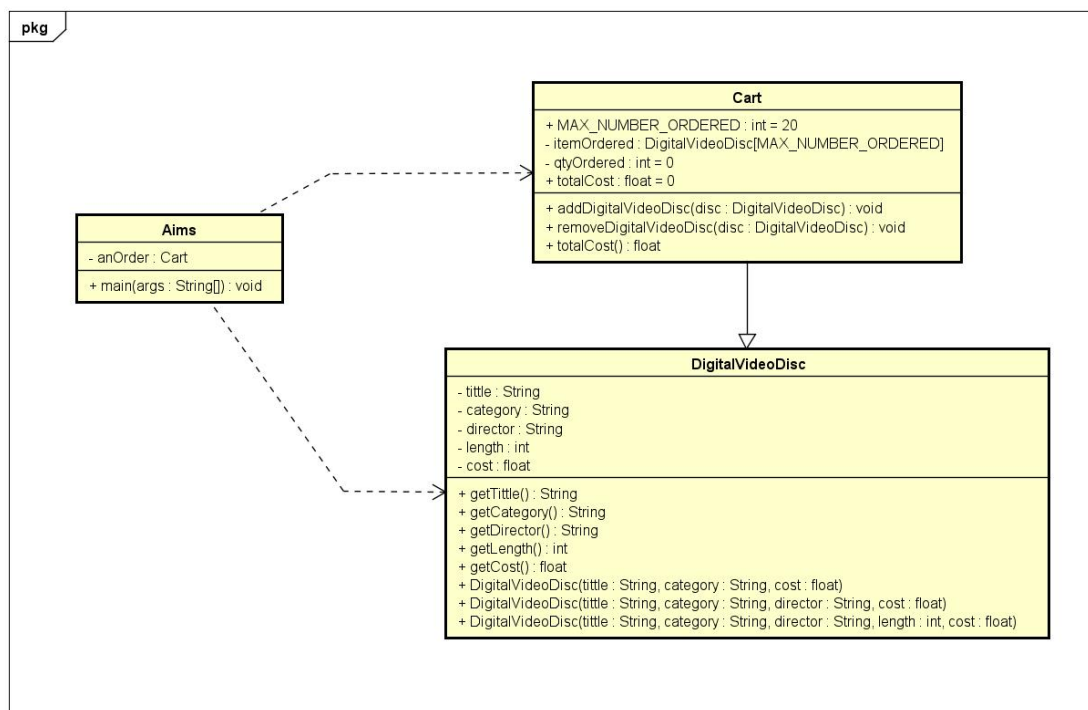 pkg
Cart
+ MAX_NUMBER_ORDERED : int = 20
- itemOrdered : DigitalVideoDisc[MAX_NUMBER_ORDERED]
- qtyOrdered : int = 0
+ totalCost : float = 0
+ addDigitalVideoDisc(disc : DigitalVideoDisc) : void
+ removeDigitalVideoDisc(disc : DigitalVideoDisc) : void
+ totalCost() : float
Aims
- anOrder : Cart
+ main(args : String[]) : void
DigitalVideoDisc
- tittle : String
- category : String
- director : String
- length : int
- cost : float
+ getTittle() : String
+ getCategory() : String
+ getDirector() : String
+ getLength() : int
+ getCost() : float
+ DigitalVideoDisc(tittle : String, category : String, cost : float)
+ DigitalVideoDisc(tittle : String, category : String, director : String, cost : float)
+ DigitalVideoDisc(tittle : String, category : String, director : String, length : int, cost : float)